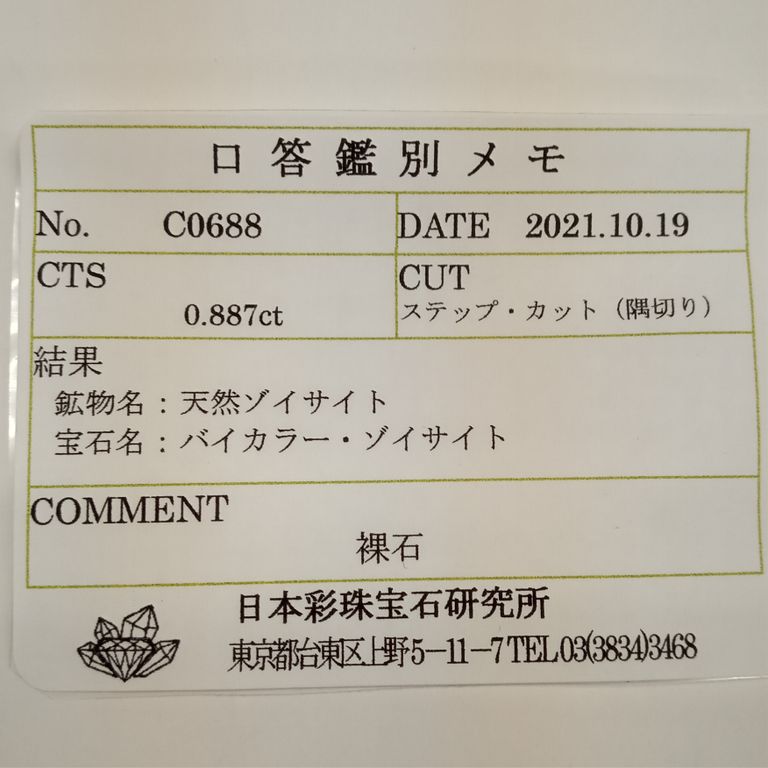 口答鑑別メモ
No. C0688 DATE 2021.10.19
CTS CUT
0.887ct ステップ・カット（隅切り）
結果
鉱物名：天然ゾイサイト
宝石名：バイカラー・ゾイサイト
COMMENT
裸石
日本彩珠宝石研究所
東京都台東区上野5−11−7 TEL03(3834)3468